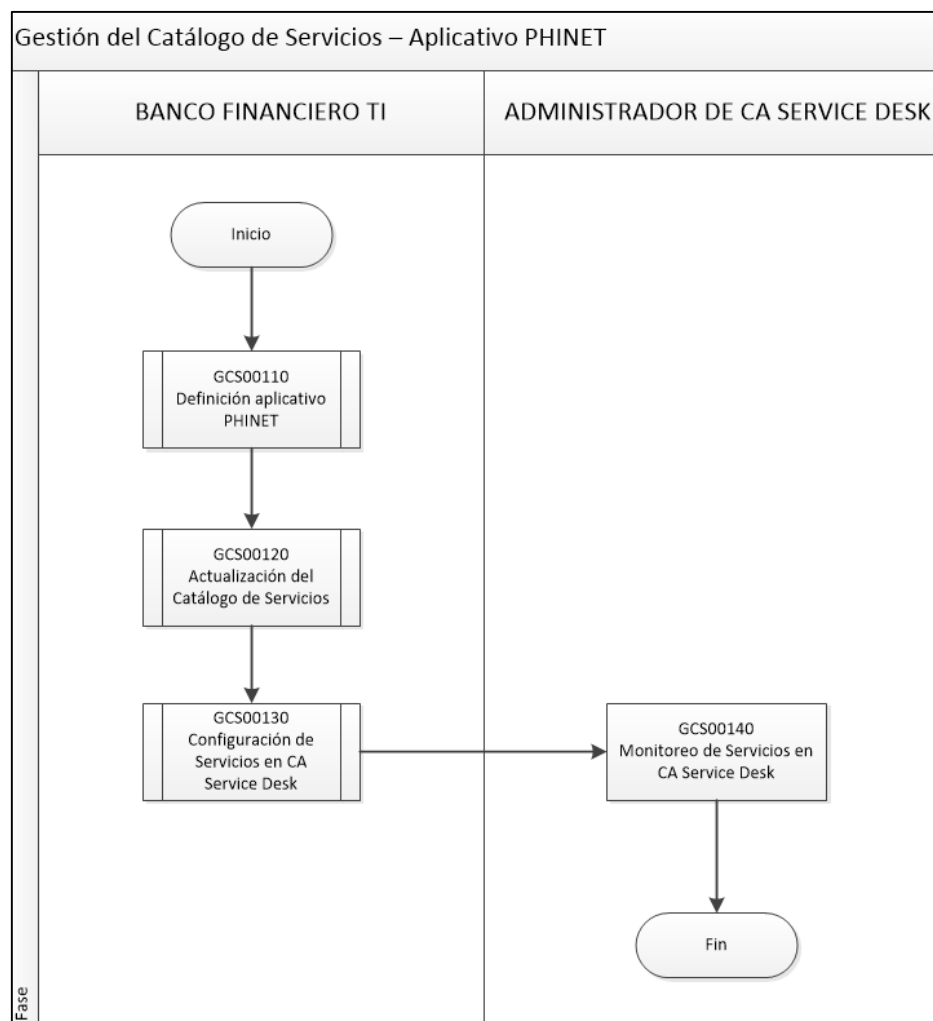 Gestión del Catálogo de Servicios – Aplicativo PHINET
BANCO FINANCIERO TI
ADMINISTRADOR DE CA SERVICE DESK
Inicio
GCS00110
Definición aplicativo
PHINET
GCS00120
Actualización del
Catálogo de Servicios
GCS00130
Configuración de
Servicios en CA
Service Desk
GCS00140
Monitoreo de Servicios en
CA Service Desk
Fin
Fase